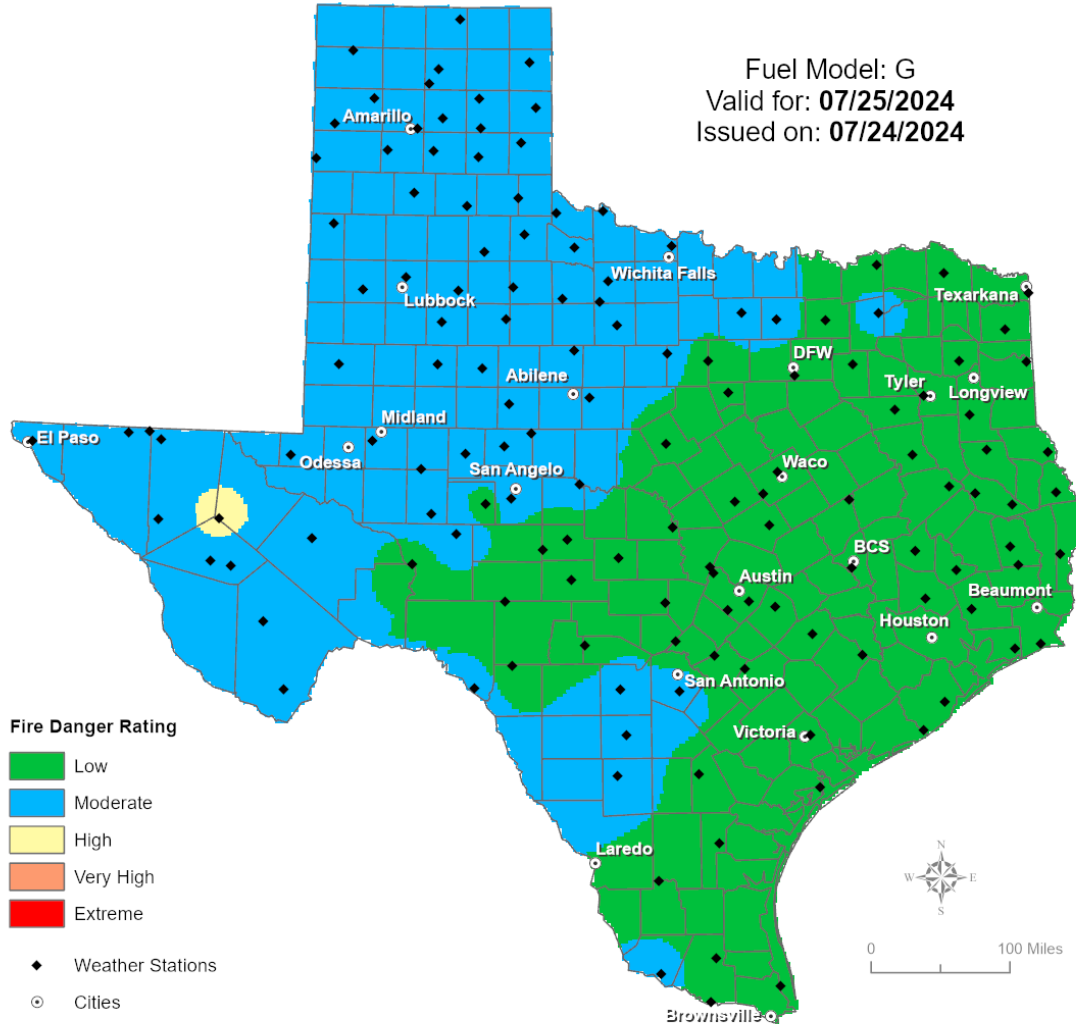 Fuel Model: G
Valid for: 07/25/2024
Issued on: 07/24/2024
Amarillo
Wichita Falls
Lubbock
Texarkana
DFW
Abilene
Tyler
Longview
Midland
El Paso
Odessa
San Angelo
Waco
BCS
Austin
Beaumont
Houston
San Antonio
Victoria
Laredo
Brownsville
Fire Danger Rating
Low
Moderate
High
Very High
Extreme
Weather Stations
Cities
N
W
E
S
0
100 Miles